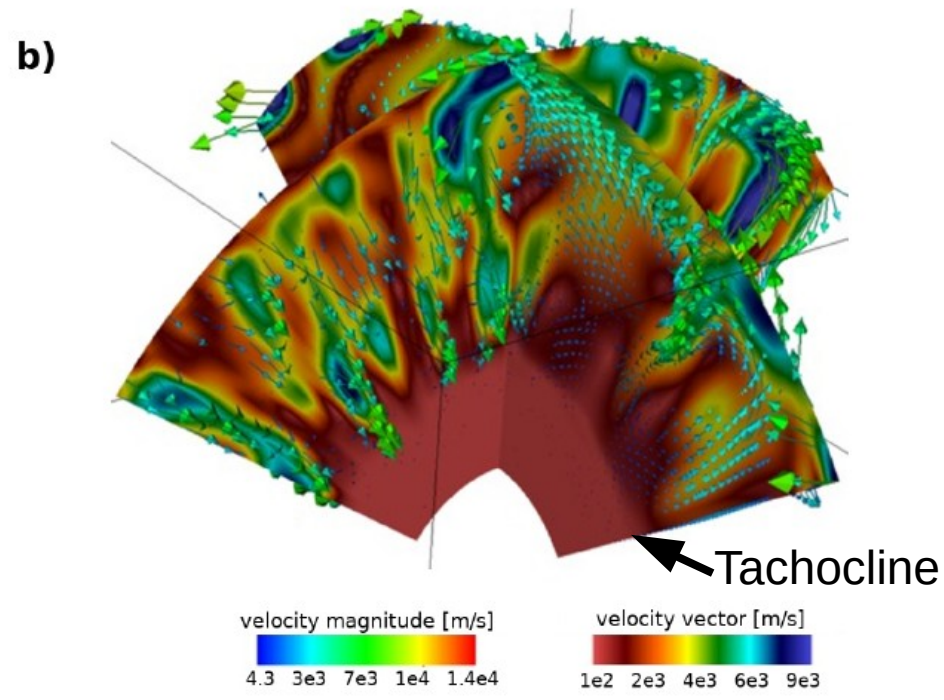 b)
Tachocline
velocity magnitude [m/s]
4.3 3e3 7e3 1e4 1.4e4
velocity vector [m/s]
1e2 2e3 4e3 6e3 9e3